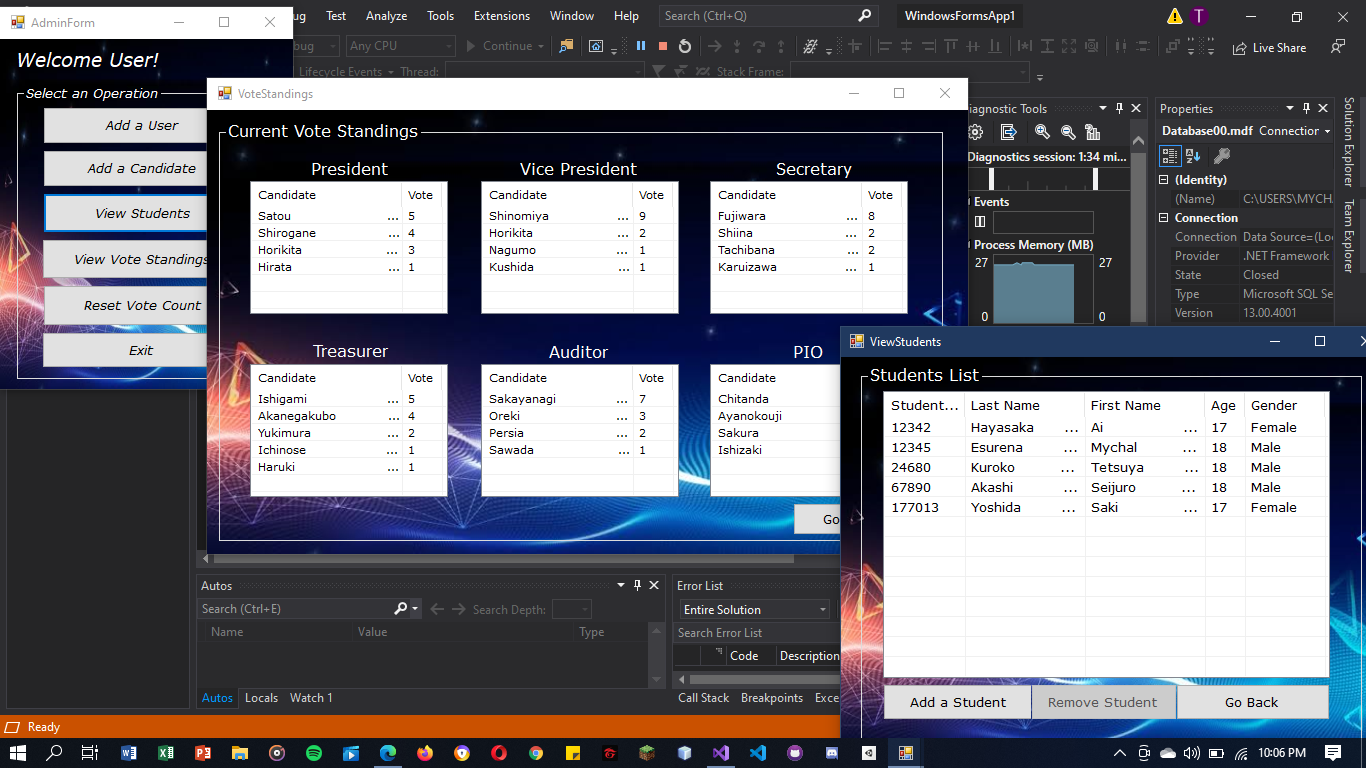 AdminForm
Welcome User!
Select an Operation
Add a User
Add a Candidate
View Students
View Vote Standings
Reset Vote Count
Exit
ug Test Analyze Tools Extensions Window Help Search (Ctrl+Q) WindowsFormsApp1 T
bug Any CPU Continue Live Share
Lifecycle Events Thread: Stack Frame:
VoteStandings
Current Vote Standings
President
Candidate Vote
Satou ... 5
Shirogane ... 4
Horikita ... 3
Hirata ... 1
Vice President
Candidate Vote
Shinomiya ... 9
Horikita ... 2
Nagumo ... 1
Kushida ... 1
Secretary
Candidate Vote
Fujiwara ... 8
Shiina ... 2
Tachibana ... 2
Karuizawa ... 1
Treasurer
Candidate Vote
Ishigami ... 5
Akanegakubo ... 4
Yukimura ... 2
Ichinose ... 1
Haruki ... 1
Auditor
Candidate Vote
Sakayanagi ... 7
Oreki ... 3
Persia ... 2
Sawada ... 1
PIO
Candidate
Chitanda
Ayanokouji
Sakura
Ishizaki
Go
iagnostic Tools
Diagnostics session: 1:34 mi...
Events
Process Memory (MB)
27 27
0 0
Properties
Database00.mdf Connection
(Identity)
(Name) C:\USERS\MYCH
Connection
Connection Data Source=(Loc
Provider .NET Framework
State Closed
Type Microsoft SQL Se
Version 13.00.4001
Solution Explorer
Team Explorer
ViewStudents
Students List
Student... Last Name First Name Age Gender
12342 Hayasaka ... Ai ... 17 Female
12345 Esurena ... Mychal ... 18 Male
24680 Kuroko ... Tetsuya ... 18 Male
67890 Akashi ... Seijuro ... 18 Male
177013 Yoshida ... Saki ... 17 Female
Add a Student Remove Student Go Back
Autos
Search (Ctrl+E) Search Depth:
Name Value Type
Autos Locals Watch 1
Error List
Entire Solution
Search Error List
Code Description
Call Stack Breakpoints Exce
Ready
10:06 PM